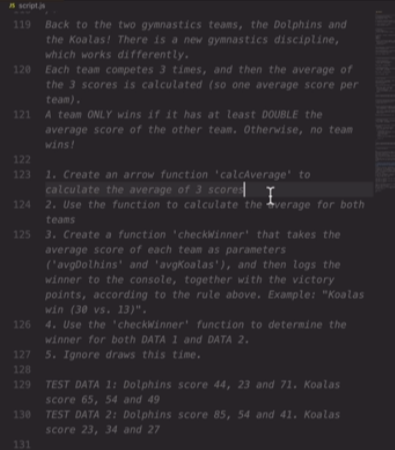 script.js
119 Back to the two gymnastics teams, the Dolphins and
the Koalas! There is a new gymnastics discipline,
which works differently.
120 Each team competes 3 times, and then the average of
the 3 scores is calculated (so one average score per
team).
121 A team ONLY wins if it has at least DOUBLE the
average score of the other team. Otherwise, no team
wins!
122
123 1. Create an arrow function 'calcAverage' to
calculate the average of 3 scores
124 2. Use the function to calculate the average for both
teams
125 3. Create a function 'checkWinner' that takes the
average score of each team as parameters
('avgDolhins' and 'avgKoalas'), and then logs the
winner to the console, together with the victory
points, according to the rule above. Example: "Koalas
win (30 vs. 13)".
126 4. Use the 'checkWinner' function to determine the
winner for both DATA 1 and DATA 2.
127 5. Ignore draws this time.
128
129 TEST DATA 1: Dolphins score 44, 23 and 71. Koalas
score 65, 54 and 49
130 TEST DATA 2: Dolphins score 85, 54 and 41. Koalas
score 23, 34 and 27
131